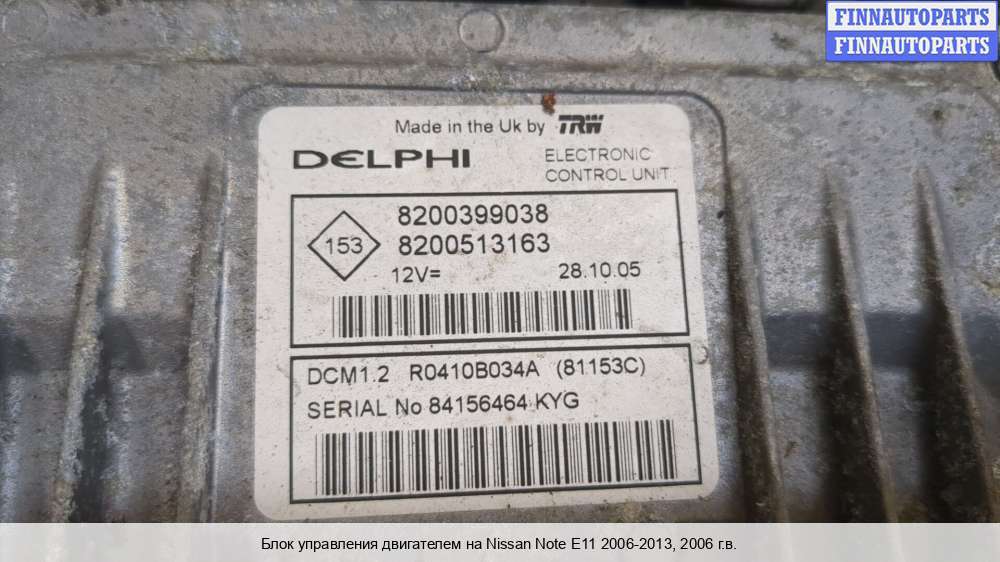 FINNAUTOPARTS
FINNAUTOPARTS
Made in the Uk by TRW
DELPHI
ELECTRONIC
CONTROL UNIT
153
8200399038
8200513163
12V=
28.10.05
DCM1.2 R0410B034A (81153C)
SERIAL No 84156464 KYG
Блок управления двигателем на Nissan Note E11 2006-2013, 2006 г.в.